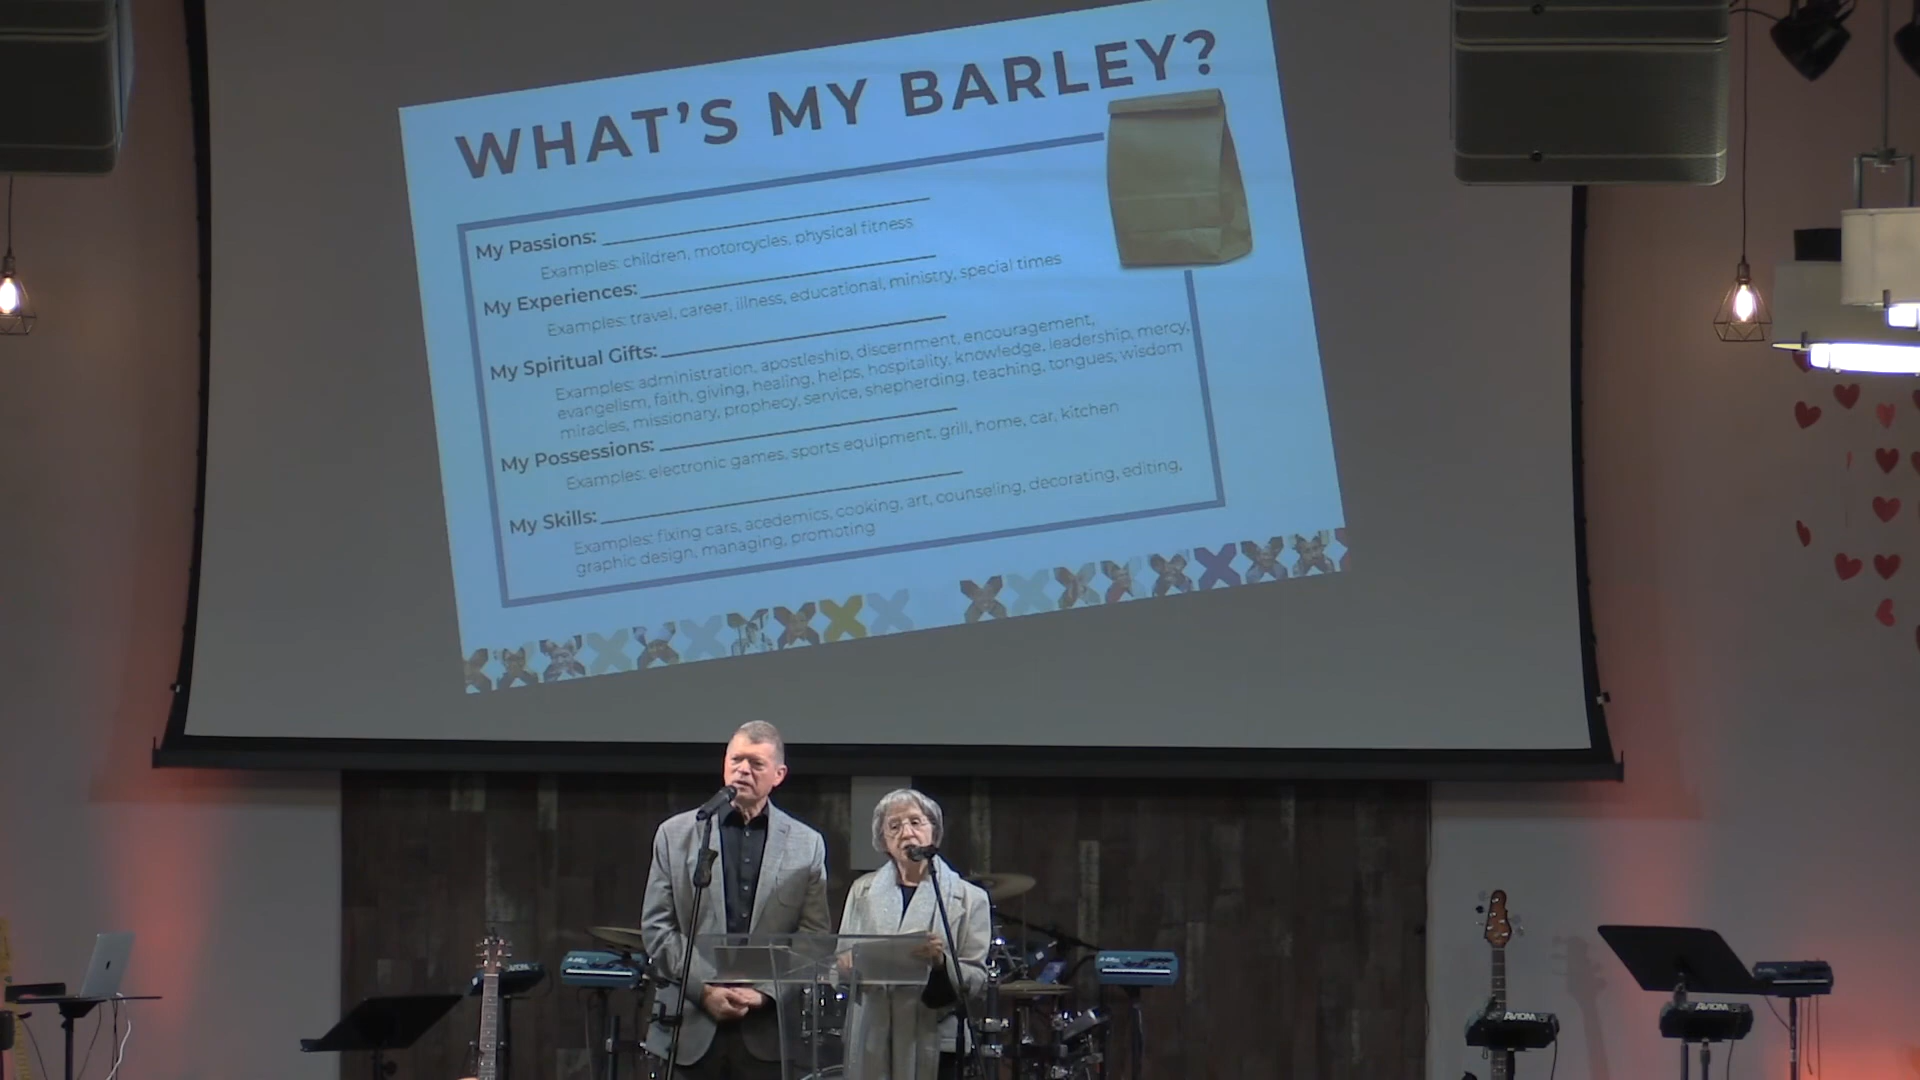 WHAT'S MY BARLEY?
My Passions:
Examples: children, motorcycles, physical fitness
My Experiences:
Examples: travel, career, illness, educational, ministry, special times
My Spiritual Gifts:
Examples: administration, apostleship, discernment, encouragement,
evangelism, faith, giving, healing, helps, hospitality, knowledge, leadership, mercy,
miracles, missionary, prophecy, service, shepherding, teaching, tongues, wisdom
My Possessions:
Examples: electronic games, sports equipment, grill, home, car, kitchen
My Skills:
Examples: fixing cars, acedemics, cooking, art, counseling, decorating, editing,
graphic design, managing, promoting
AVIOM
AVIOM